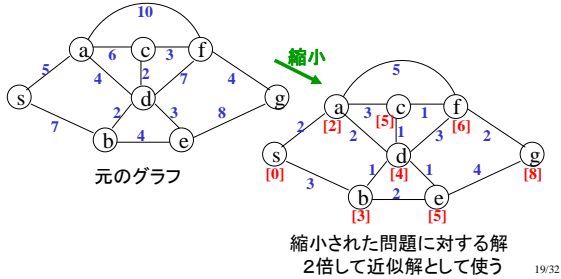 10
a 6 c 3 f
5 4 2 7 4
s d g
7 2 3 8
b 4 e
元のグラフ
縮小
5
a 3 c 1 f
[2] [5] [6]
2 2 1 3 2
s d g
[0] [4] [8]
3 1 1 4
b 2 e
[3] [5]
縮小された問題に対する解
２倍して近似解として使う
19/32